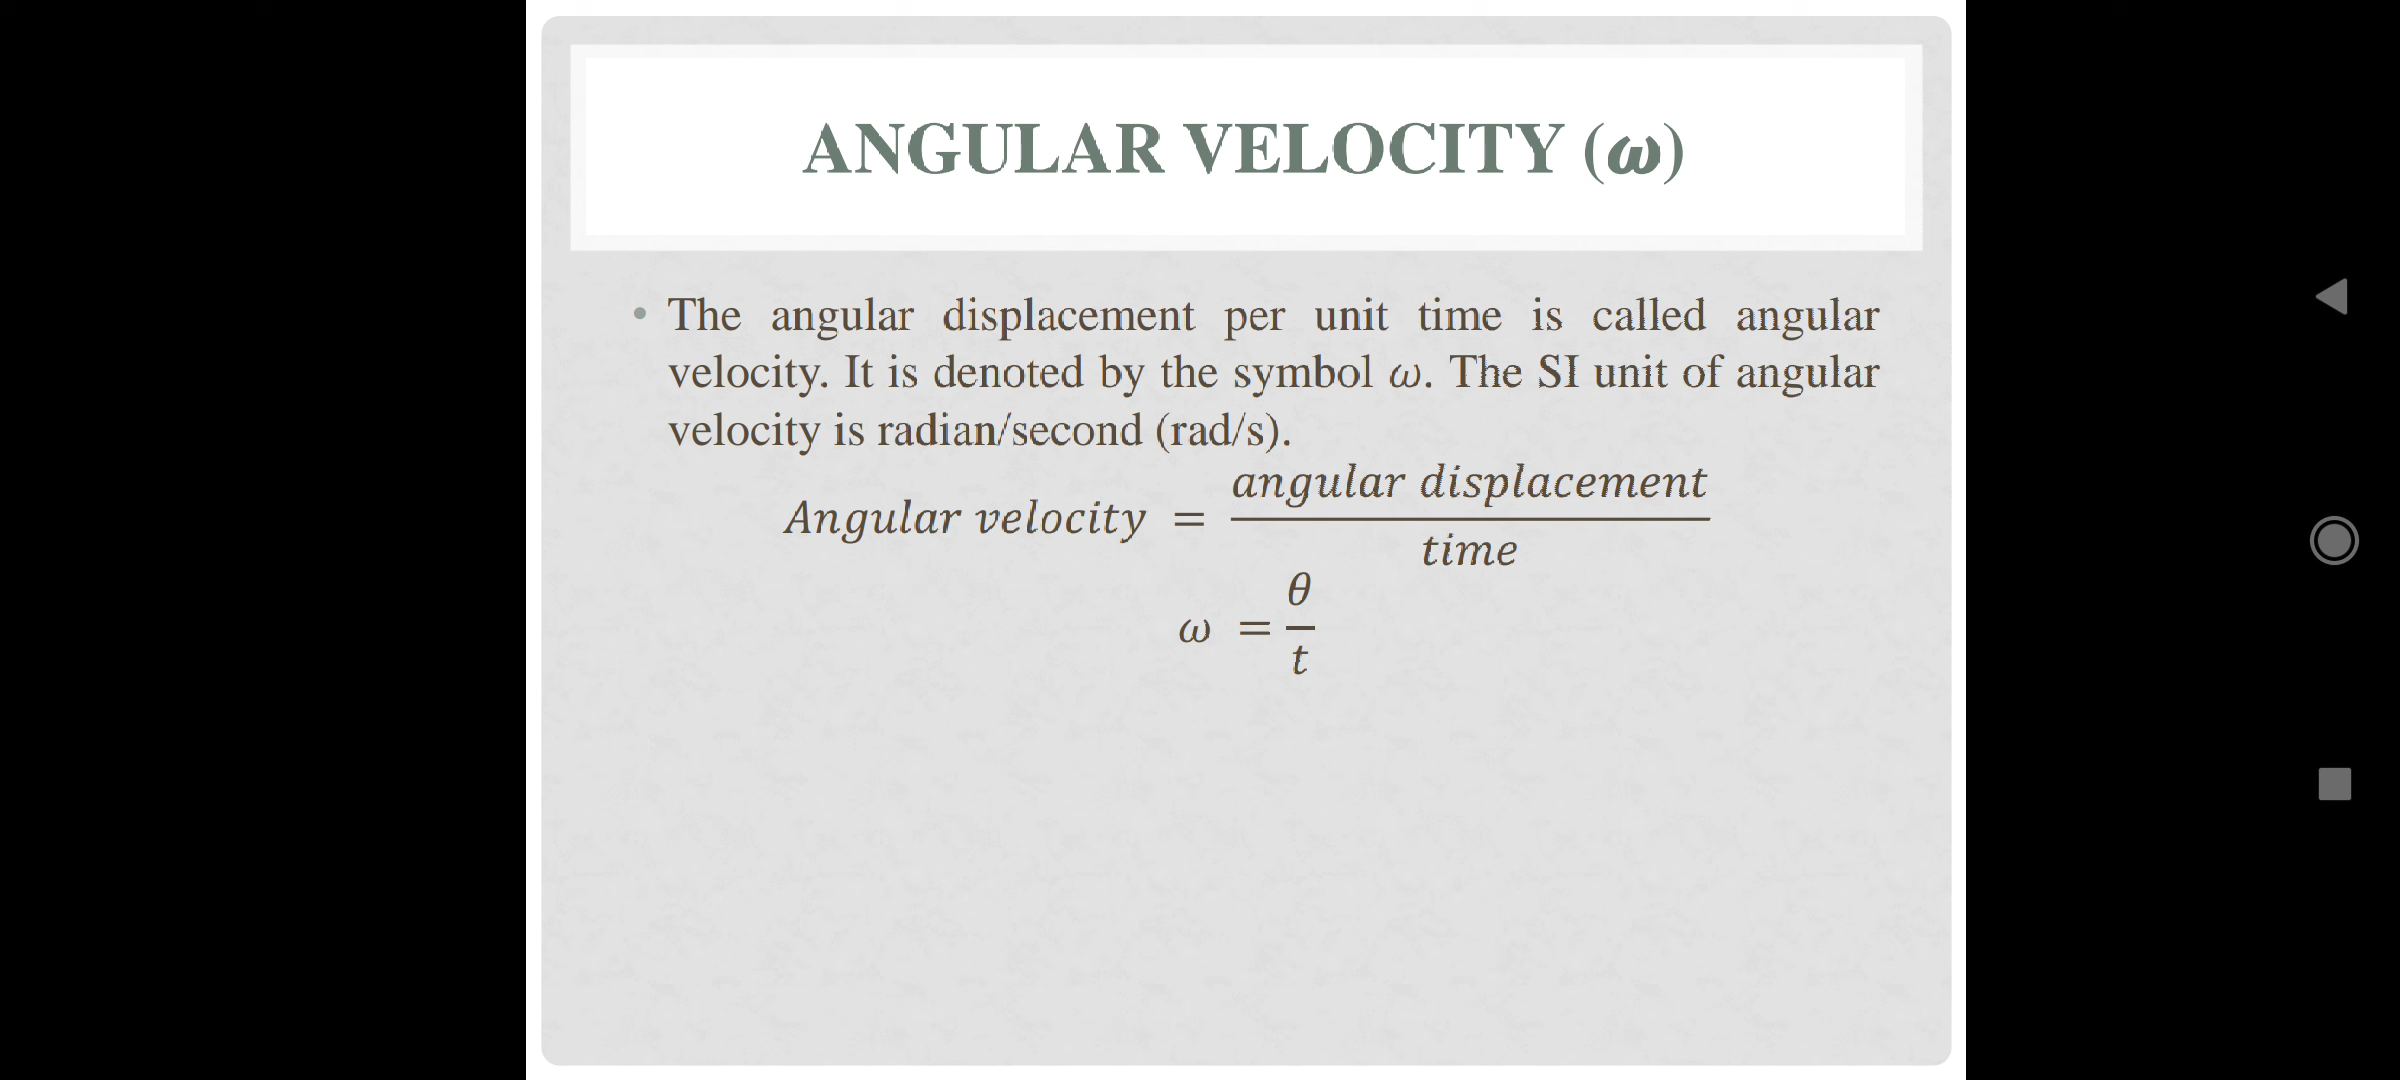 ANGULAR VELOCITY (ω)
• The angular displacement per unit time is called angular
velocity. It is denoted by the symbol ω. The SI unit of angular
velocity is radian/second (rad/s).
Angular velocity = angular displacement / time
ω = θ / t